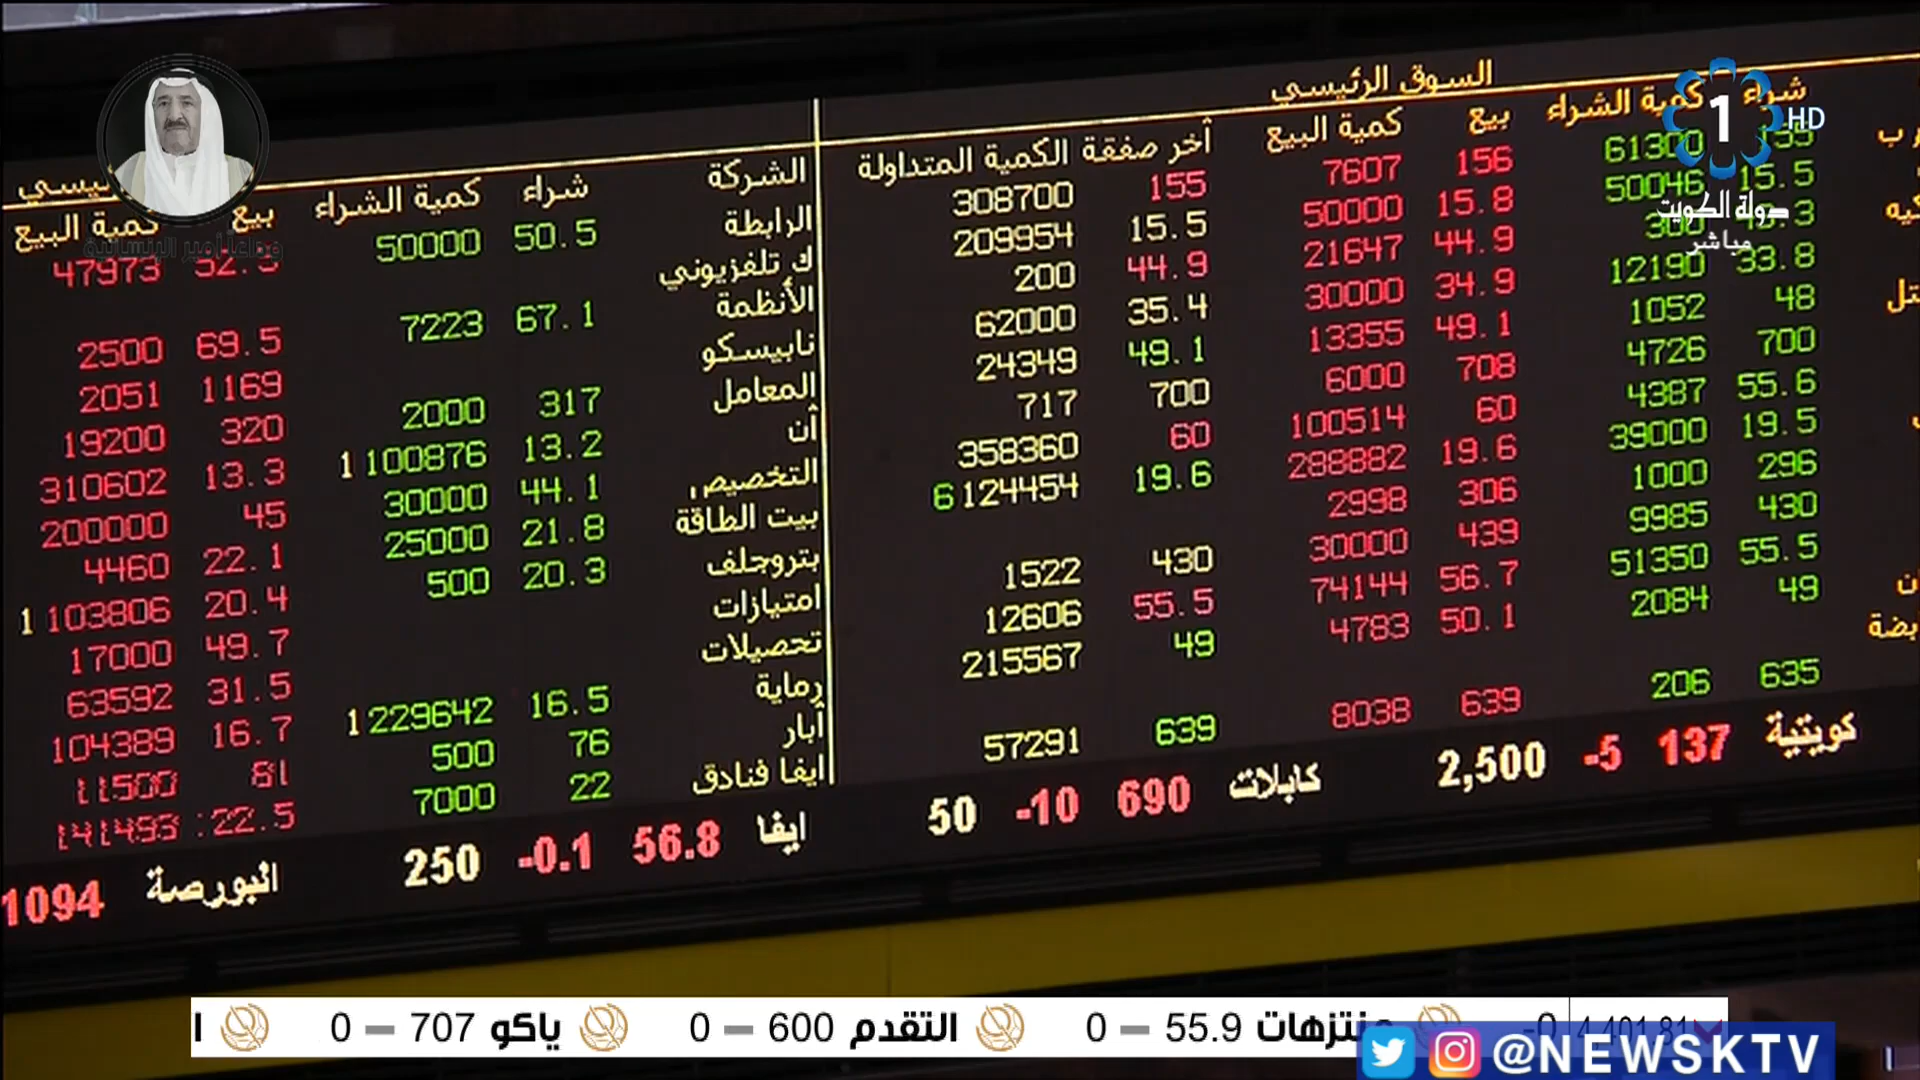 السوق الرئيسي
شراء كمية الشراء بيع كمية البيع أخر صفقة الكمية المتداولة
61300 156 7607 155 308700
15.5 50046 15.8 50000 15.5 209954
300 44.9 21647 44.9 200
33.8 12190 34.9 30000 35.4 62000
48 1052 49.1 13355 49.1 24349
700 4726 708 6000 700 717
55.6 4387 60 100514 60 358360
19.5 39000 19.6 288882 19.6 6124454
296 1000 306 2998
430 9985 439 30000 430 1522
55.5 51350 56.7 74144 55.5 12606
49 2084 50.1 4783 49 215567
635 206 639 8038 639 57291
الشركة شراء كمية الشراء بيع كمية البيع
الرابطة 50.5 50000 52.5 47973
ك تلفزيوني
الأنظمة 67.1 7223 69.5 2500
نابيسكو 1169 2051
المعامل 317 2000 320 19200
أن 13.2 1100876 13.3 310602
التخصيص 44.1 30000 45 200000
بيت الطاقة 21.8 25000 22.1 4460
بتروجلف 20.3 500 20.4 1103806
امتيازات 49.7 17000
تحصيلات 31.5 63592
رماية 16.5 1229642 16.7 104389
أبار 76 500 81 11500
ايفا فنادق 22 7000 22.5
كويتية 137 -5 2,500 كابلات 690 -10 50 ايفا 56.8 -0.1 250 البورصة 1094
1 HD
دولة الكويت
مباشر
4,401.81 -0 منتزهات 55.9 – 0 التقدم 600 – 0 ياكو 707 – 0 ا
@NEWSKTV